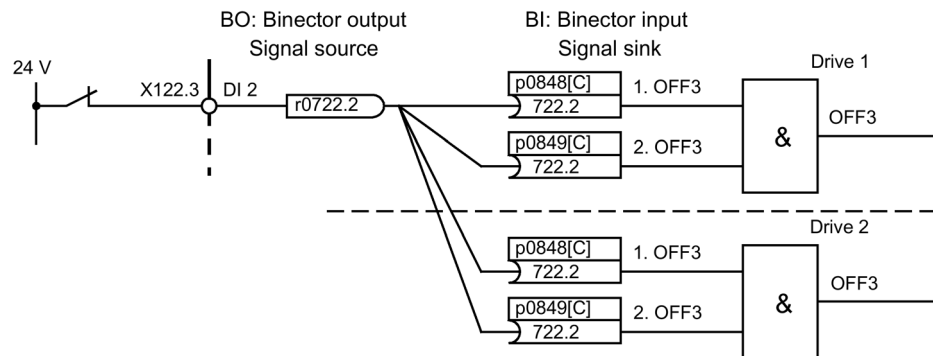 BO: Binector output
Signal source
BI: Binector input
Signal sink
24 V
X122.3
DI 2
r0722.2
Drive 1
p0848[C]
722.2
1. OFF3
p0849[C]
722.2
2. OFF3
&
OFF3
Drive 2
p0848[C]
722.2
1. OFF3
p0849[C]
722.2
2. OFF3
&
OFF3